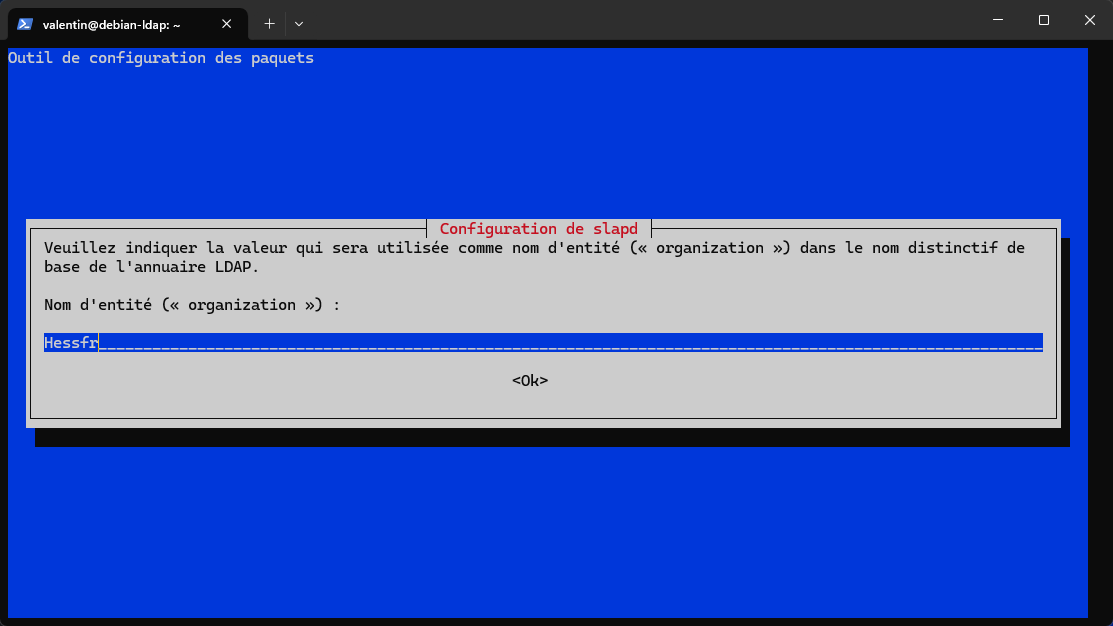 valentin@debian-ldap: ~
Outil de configuration des paquets
Configuration de slapd
Veuillez indiquer la valeur qui sera utilisée comme nom d'entité (« organization ») dans le nom distinctif de
base de l'annuaire LDAP.
Nom d'entité (« organization ») :
Hessfr
<Ok>